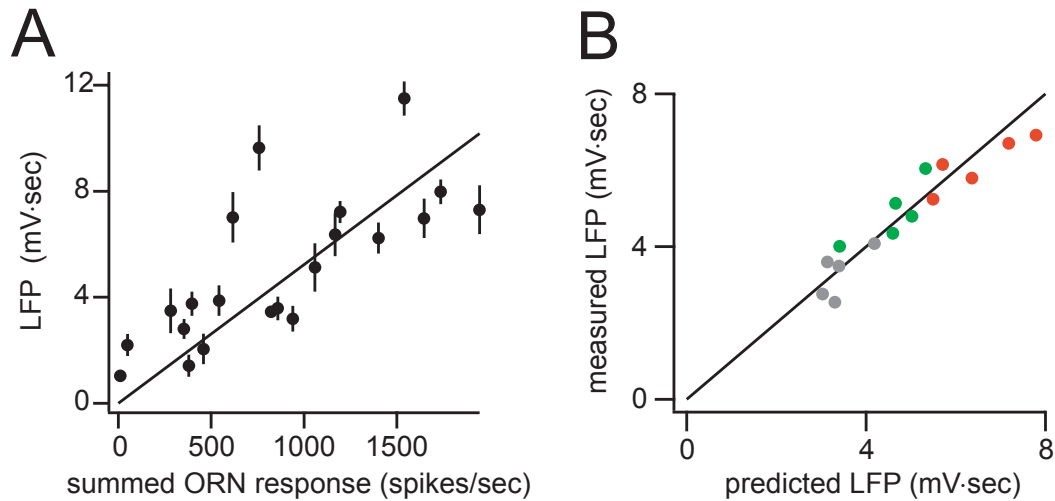 A
12
8
4
0
LFP (mV·sec)
0
500
1000
1500
summed ORN response (spikes/sec)
B
8
4
0
measured LFP (mV·sec)
0
4
8
predicted LFP (mV·sec)